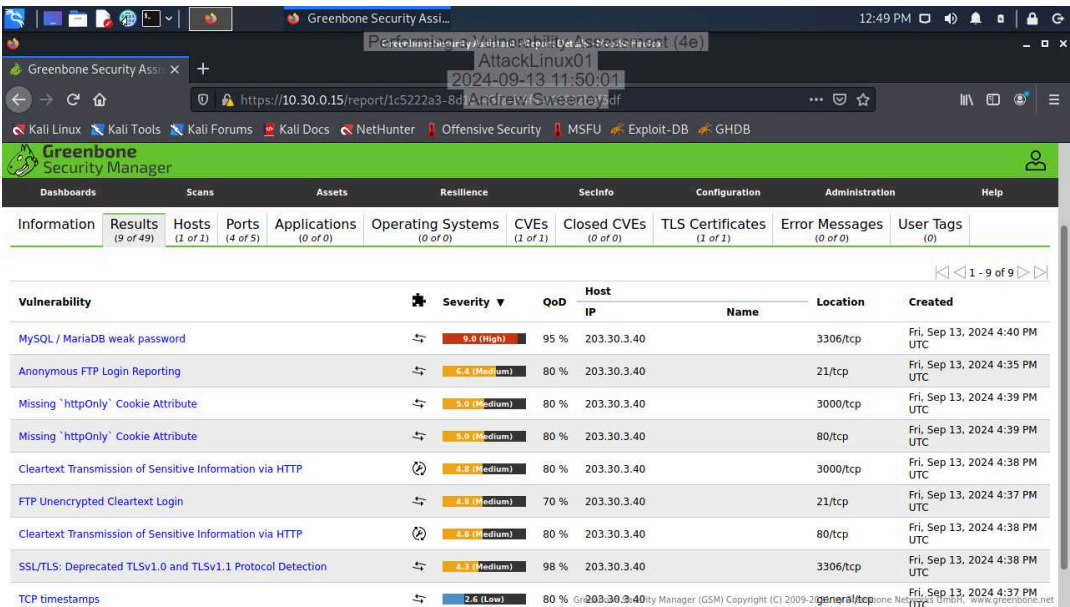 Greenbone Security Assi...
12:49 PM
Performing a Vulnerability Assessment (4e)
AttackLinux01
2024-09-13 11:50:01
Andrew Sweeney
Greenbone Security Assis
https://10.30.0.15/report/1c5222a3-8d
Kali Linux Kali Tools Kali Forums Kali Docs NetHunter Offensive Security MSFU Exploit-DB GHDB
Greenbone
Security Manager
Dashboards Scans Assets Resilience SecInfo Configuration Administration Help
Information Results Hosts Ports Applications Operating Systems CVEs Closed CVEs TLS Certificates Error Messages User Tags
(9 of 49) (1 of 1) (4 of 5) (0 of 0) (0 of 0) (1 of 1) (0 of 0) (1 of 1) (0 of 0) (0)
1 - 9 of 9
Vulnerability Severity ▼ QoD Host Location Created
IP Name
MySQL / MariaDB weak password 9.0 (High) 95 % 203.30.3.40 3306/tcp Fri, Sep 13, 2024 4:40 PM
UTC
Anonymous FTP Login Reporting 6.4 (Medium) 80 % 203.30.3.40 21/tcp Fri, Sep 13, 2024 4:35 PM
UTC
Missing `httpOnly` Cookie Attribute 5.0 (Medium) 80 % 203.30.3.40 3000/tcp Fri, Sep 13, 2024 4:39 PM
UTC
Missing `httpOnly` Cookie Attribute 5.0 (Medium) 80 % 203.30.3.40 80/tcp Fri, Sep 13, 2024 4:39 PM
UTC
Cleartext Transmission of Sensitive Information via HTTP 4.8 (Medium) 80 % 203.30.3.40 3000/tcp Fri, Sep 13, 2024 4:38 PM
UTC
FTP Unencrypted Cleartext Login 4.8 (Medium) 70 % 203.30.3.40 21/tcp Fri, Sep 13, 2024 4:37 PM
UTC
Cleartext Transmission of Sensitive Information via HTTP 4.8 (Medium) 80 % 203.30.3.40 80/tcp Fri, Sep 13, 2024 4:38 PM
UTC
SSL/TLS: Deprecated TLSv1.0 and TLSv1.1 Protocol Detection 4.3 (Medium) 98 % 203.30.3.40 3306/tcp Fri, Sep 13, 2024 4:38 PM
UTC
TCP timestamps 2.6 (Low) 80 % 203.30.3.40 general/tcp Fri, Sep 13, 2024 4:37 PM
UTC
Security Manager (GSM) Copyright (C) 2009- Networks GmbH, www.greenbone.net